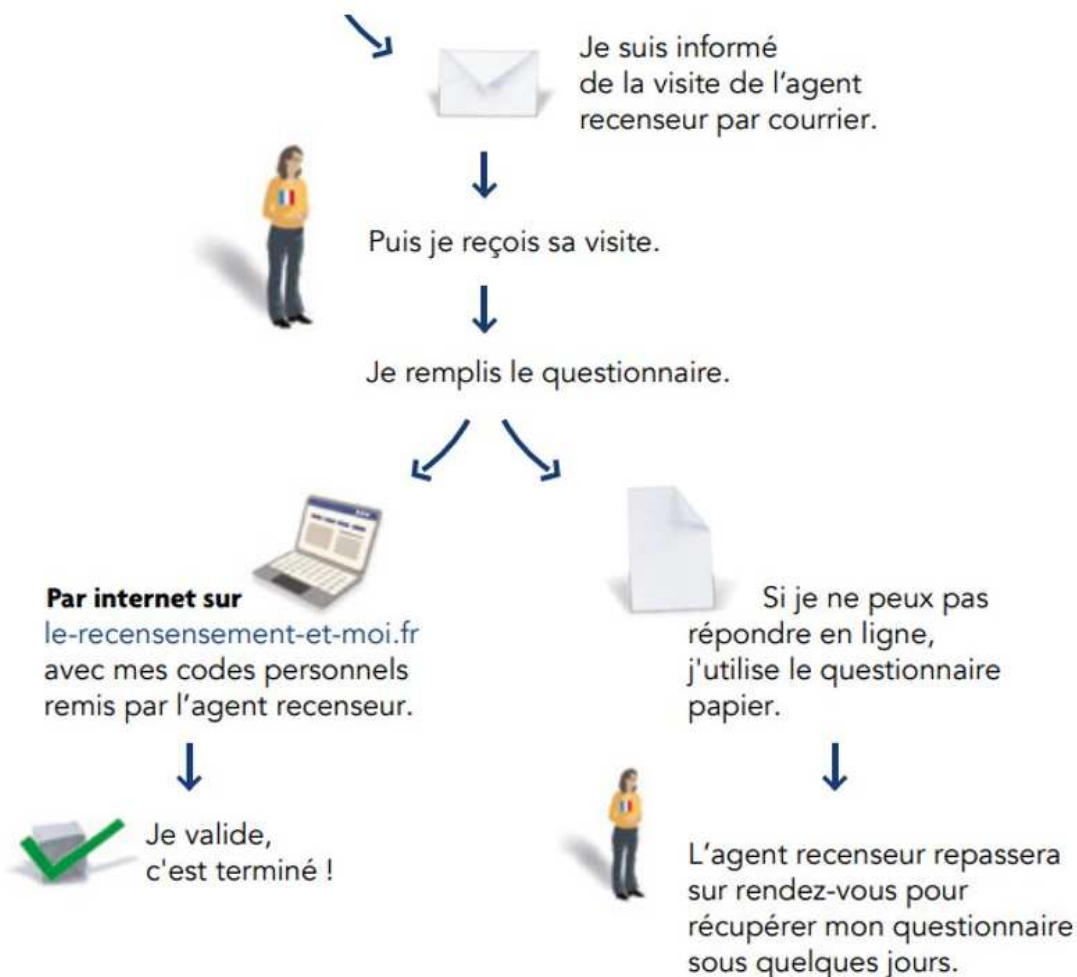 Je suis informé
de la visite de l'agent
recenseur par courrier.
Puis je reçois sa visite.
Je remplis le questionnaire.
Par internet sur
le-recensensement-et-moi.fr
avec mes codes personnels
remis par l'agent recenseur.
Je valide,
c'est terminé !
Si je ne peux pas
répondre en ligne,
j'utilise le questionnaire
papier.
L'agent recenseur repassera
sur rendez-vous pour
récupérer mon questionnaire
sous quelques jours.